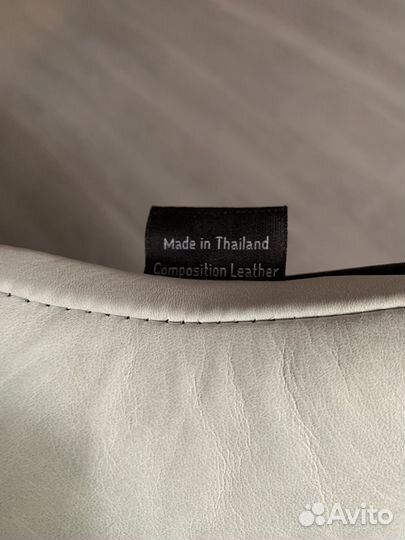 Made in Thailand
Composition Leather
Avito